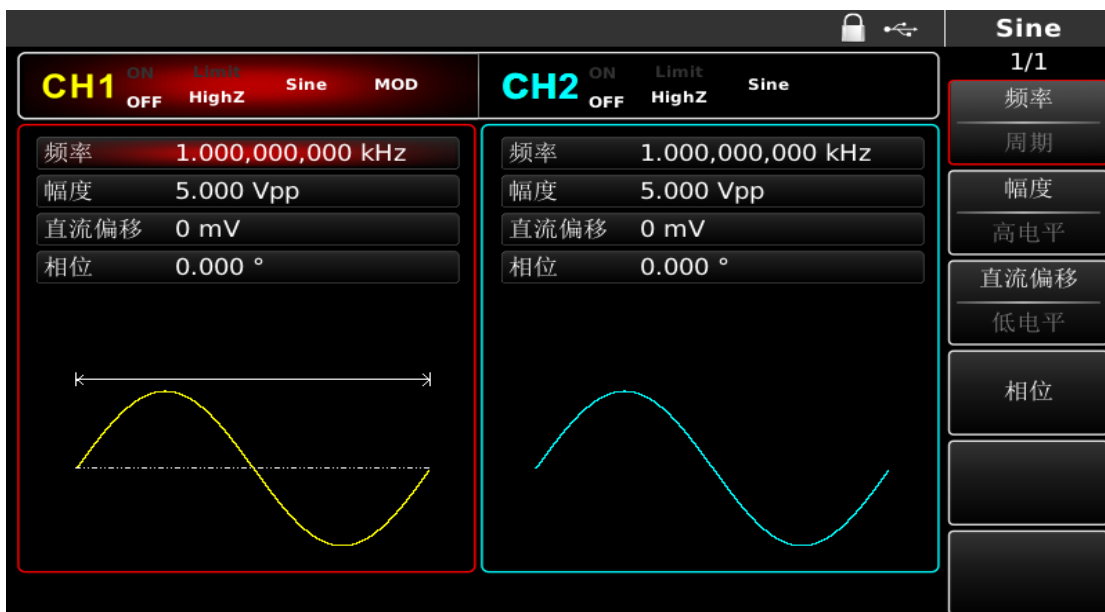 Sine
1/1
CH1 ON OFF Limit HighZ Sine MOD
CH2 ON OFF Limit HighZ Sine
频率 1.000,000,000 kHz
幅度 5.000 Vpp
直流偏移 0 mV
相位 0.000 °
频率 1.000,000,000 kHz
幅度 5.000 Vpp
直流偏移 0 mV
相位 0.000 °
频率
周期
幅度
高电平
直流偏移
低电平
相位